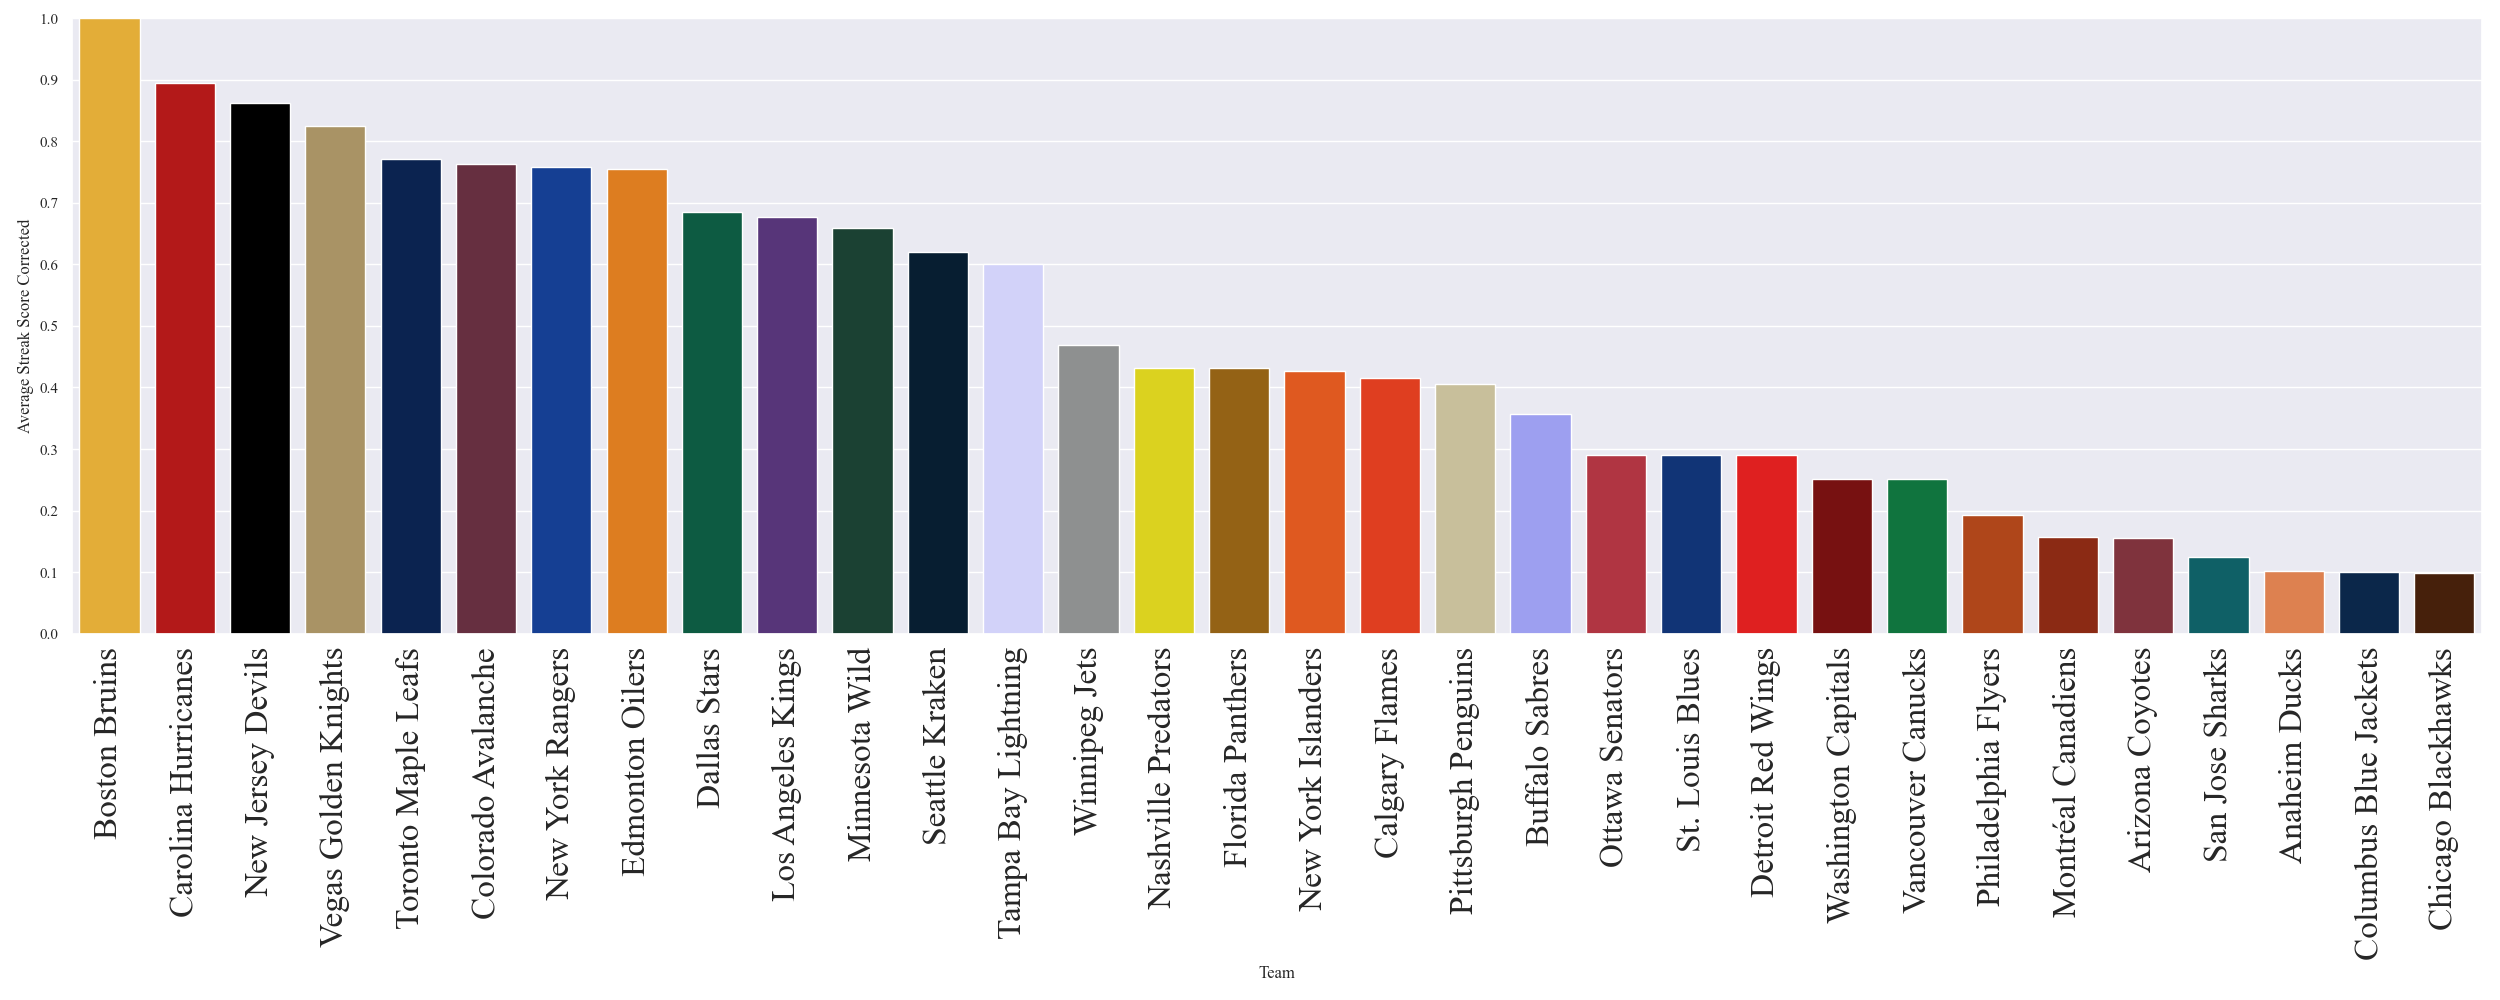 1.0
0.9
0.8
0.7
0.6
0.5
0.4
0.3
0.2
0.1
0.0
Average Streak Score Corrected
Boston Bruins
Carolina Hurricanes
New Jersey Devils
Vegas Golden Knights
Toronto Maple Leafs
Colorado Avalanche
New York Rangers
Edmonton Oilers
Dallas Stars
Los Angeles Kings
Minnesota Wild
Seattle Kraken
Tampa Bay Lightning
Winnipeg Jets
Nashville Predators
Florida Panthers
New York Islanders
Calgary Flames
Pittsburgh Penguins
Buffalo Sabres
Ottawa Senators
St. Louis Blues
Detroit Red Wings
Washington Capitals
Vancouver Canucks
Philadelphia Flyers
Montréal Canadiens
Arizona Coyotes
San Jose Sharks
Anaheim Ducks
Columbus Blue Jackets
Chicago Blackhawks
Team